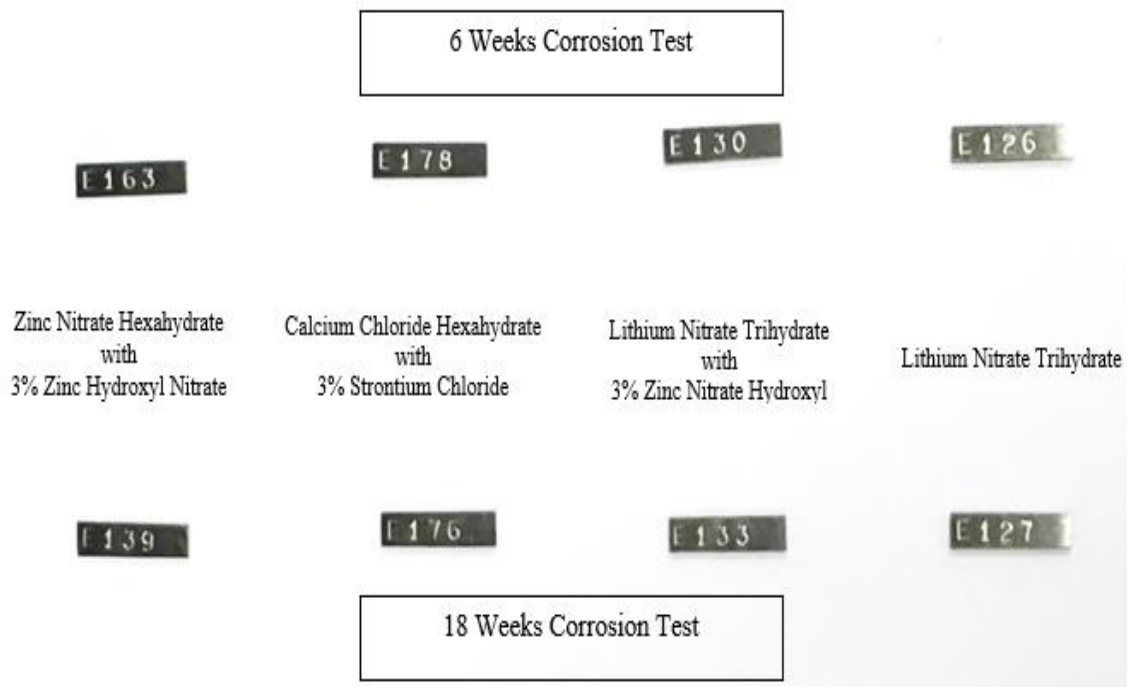 6 Weeks Corrosion Test
E163
E178
E130
E126
Zinc Nitrate Hexahydrate
with
3% Zinc Hydroxyl Nitrate
Calcium Chloride Hexahydrate
with
3% Strontium Chloride
Lithium Nitrate Trihydrate
with
3% Zinc Nitrate Hydroxyl
Lithium Nitrate Trihydrate
E139
E176
E133
E127
18 Weeks Corrosion Test